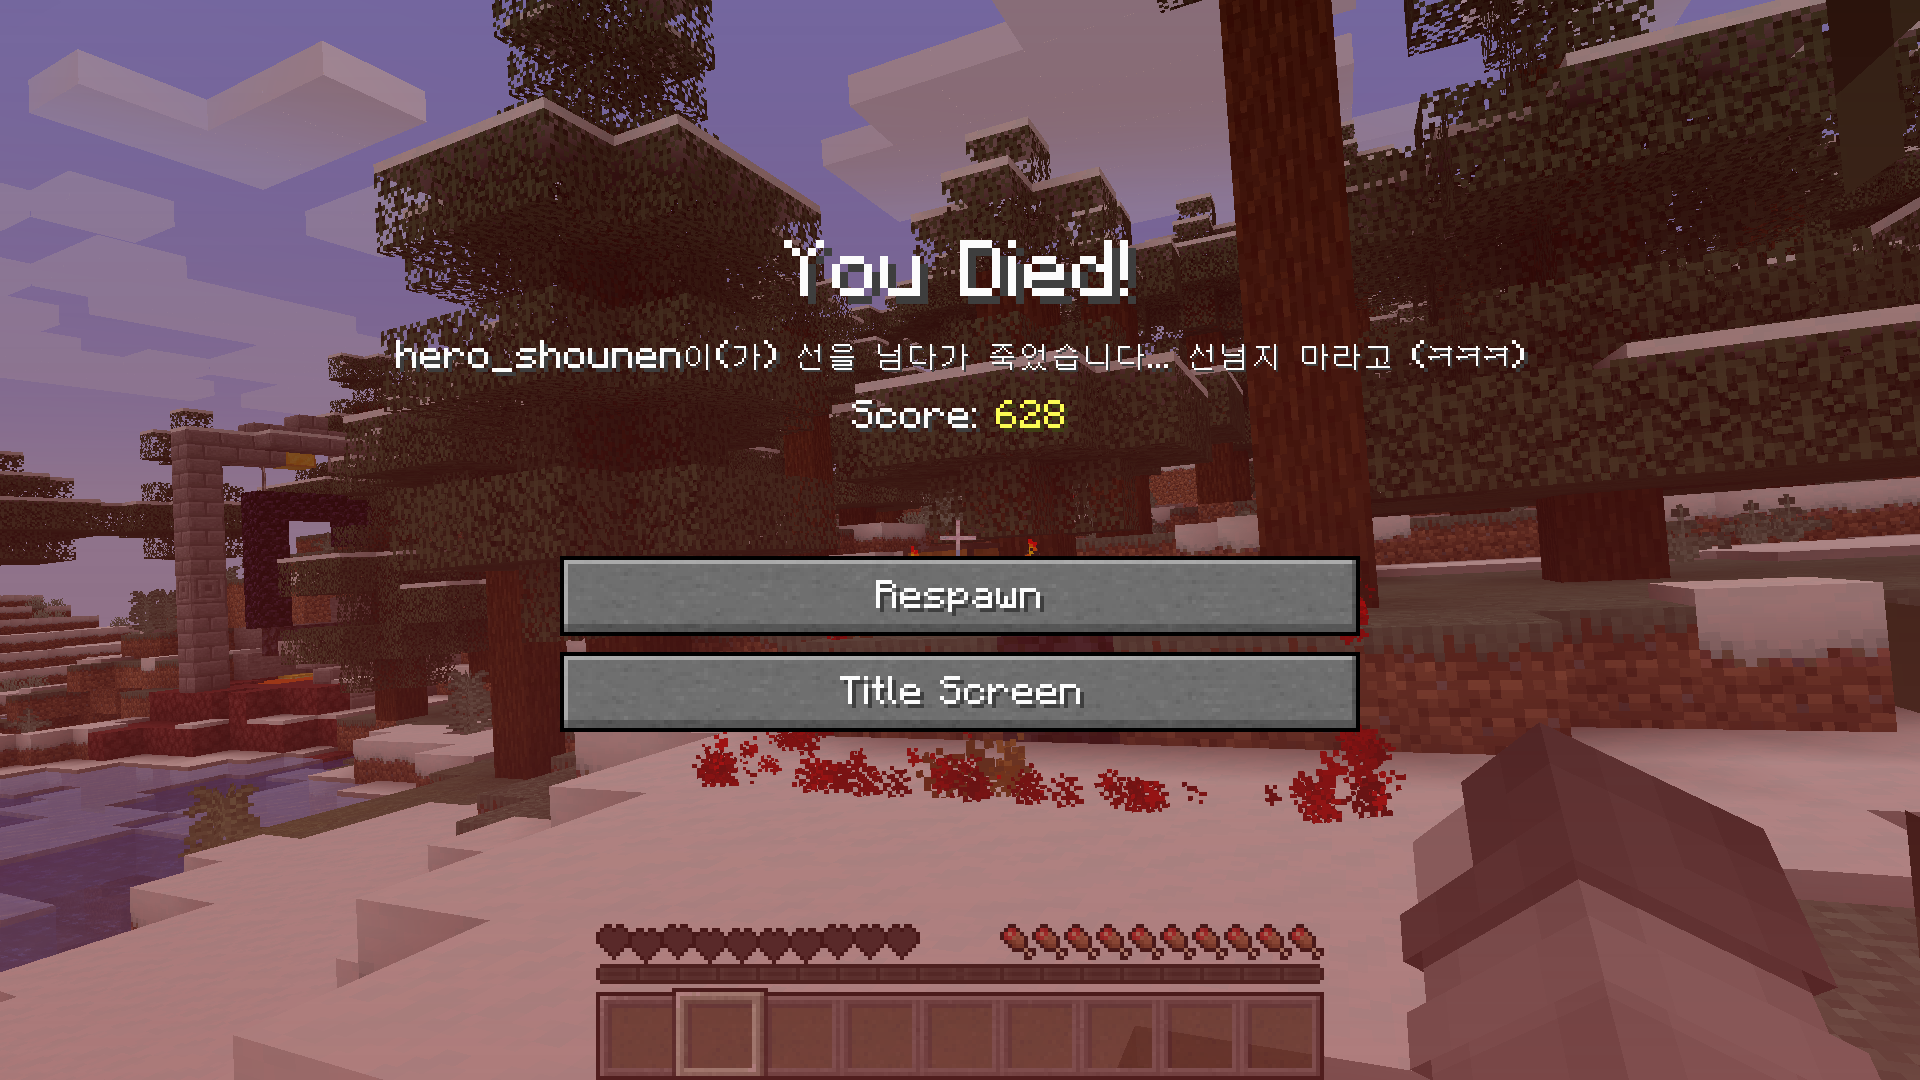 You Died!
hero_shounen이(가) 선을 넘다가 죽었습니다... 선넘지 마라고 (ㅋㅋㅋ)
Score: 628
Respawn
Title Screen